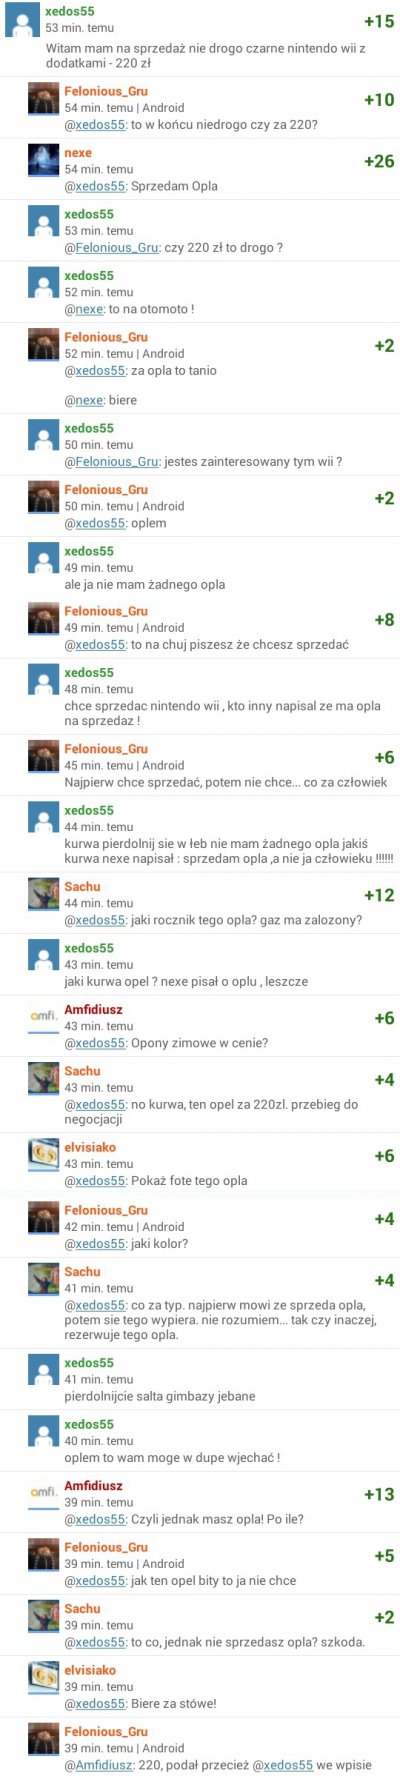 xedos55
+15
53 min. temu
Witam mam na sprzedaż nie drogo czarne nintendo wii z
dodatkami - 220 zł
Felonious_Gru
+10
54 min. temu | Android
@xedos55: to w końcu niedrogo czy za 220?
nexe
+26
54 min. temu
@xedos55: Sprzedam Opla
xedos55
53 min. temu
@Felonious_Gru: czy 220 zł to drogo ?
xedos55
52 min. temu
@nexe: to na otomoto !
Felonious_Gru
+2
52 min. temu | Android
@xedos55: za opla to tanio
@nexe: biere
xedos55
50 min. temu
@Felonious_Gru: jestes zainteresowany tym wii ?
Felonious_Gru
+2
50 min. temu | Android
@xedos55: oplem
xedos55
49 min. temu
ale ja nie mam żadnego opla
Felonious_Gru
+8
49 min. temu | Android
@xedos55: to na chuj piszesz że chcesz sprzedać
xedos55
48 min. temu
chce sprzedac nintendo wii , kto inny napisal ze ma opla
na sprzedaz !
Felonious_Gru
+6
45 min. temu | Android
Najpierw chce sprzedać, potem nie chce... co za człowiek
xedos55
44 min. temu
kurwa pierdolnij sie w łeb nie mam żadnego opla jakiś
kurwa nexe napisał : sprzedam opla ,a nie ja człowieku !!!!!!
Sachu
+12
44 min. temu
@xedos55: jaki rocznik tego opla? gaz ma zalozony?
xedos55
43 min. temu
jaki kurwa opel ? nexe pisał o oplu , leszcze
amfi.
Amfidiusz
+6
43 min. temu
@xedos55: Opony zimowe w cenie?
Sachu
+4
43 min. temu
@xedos55: no kurwa, ten opel za 220zl. przebieg do
negocjacji
GS
elvisiako
+6
43 min. temu
@xedos55: Pokaż fote tego opla
Felonious_Gru
+4
42 min. temu | Android
@xedos55: jaki kolor?
Sachu
+4
41 min. temu
@xedos55: co za typ. najpierw mowi ze sprzeda opla,
potem sie tego wypiera. nie rozumiem... tak czy inaczej,
rezerwuje tego opla.
xedos55
41 min. temu
pierdolnijcie salta gimbazy jebane
xedos55
40 min. temu
oplem to wam moge w dupe wjechać !
amfi.
Amfidiusz
+13
39 min. temu
@xedos55: Czyli jednak masz opla! Po ile?
Felonious_Gru
+5
39 min. temu | Android
@xedos55: jak ten opel bity to ja nie chce
Sachu
+2
39 min. temu
@xedos55: to co, jednak nie sprzedasz opla? szkoda.
GS
elvisiako
39 min. temu
@xedos55: Biere za stówe!
Felonious_Gru
39 min. temu | Android
@Amfidiusz: 220, podał przecież @xedos55 we wpisie